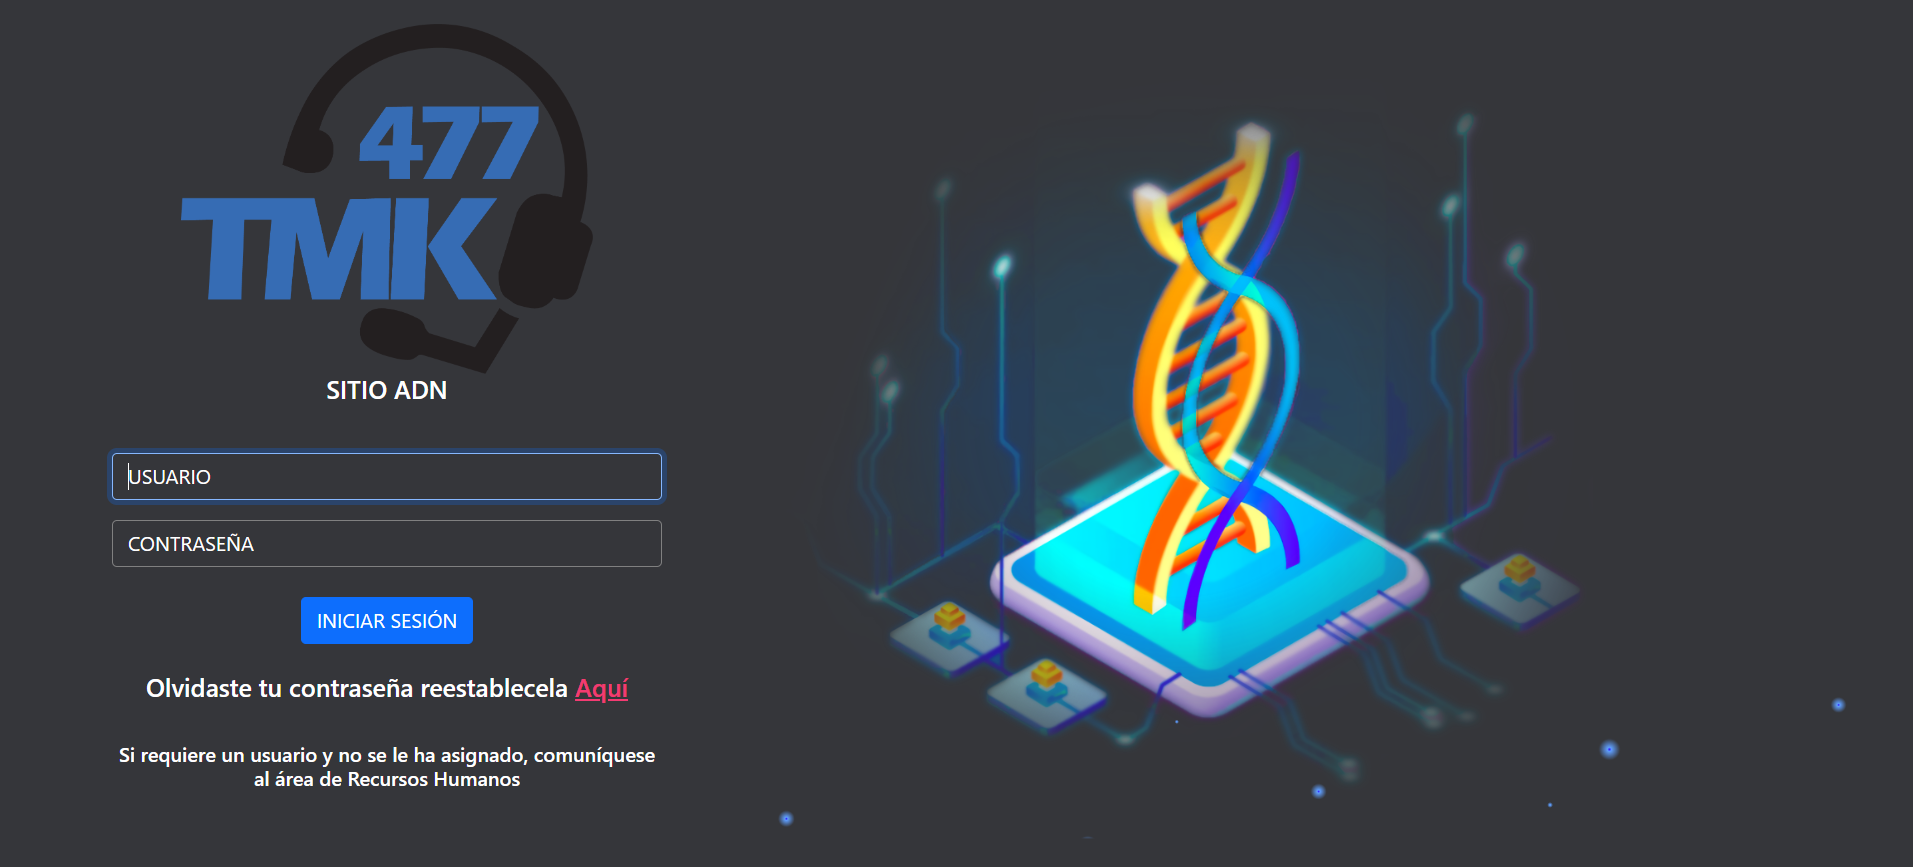 477
TMK
SITIO ADN
USUARIO
CONTRASEÑA
INICIAR SESIÓN
Olvidaste tu contraseña reestablecela Aquí
Si requiere un usuario y no se le ha asignado, comuníquese
al área de Recursos Humanos